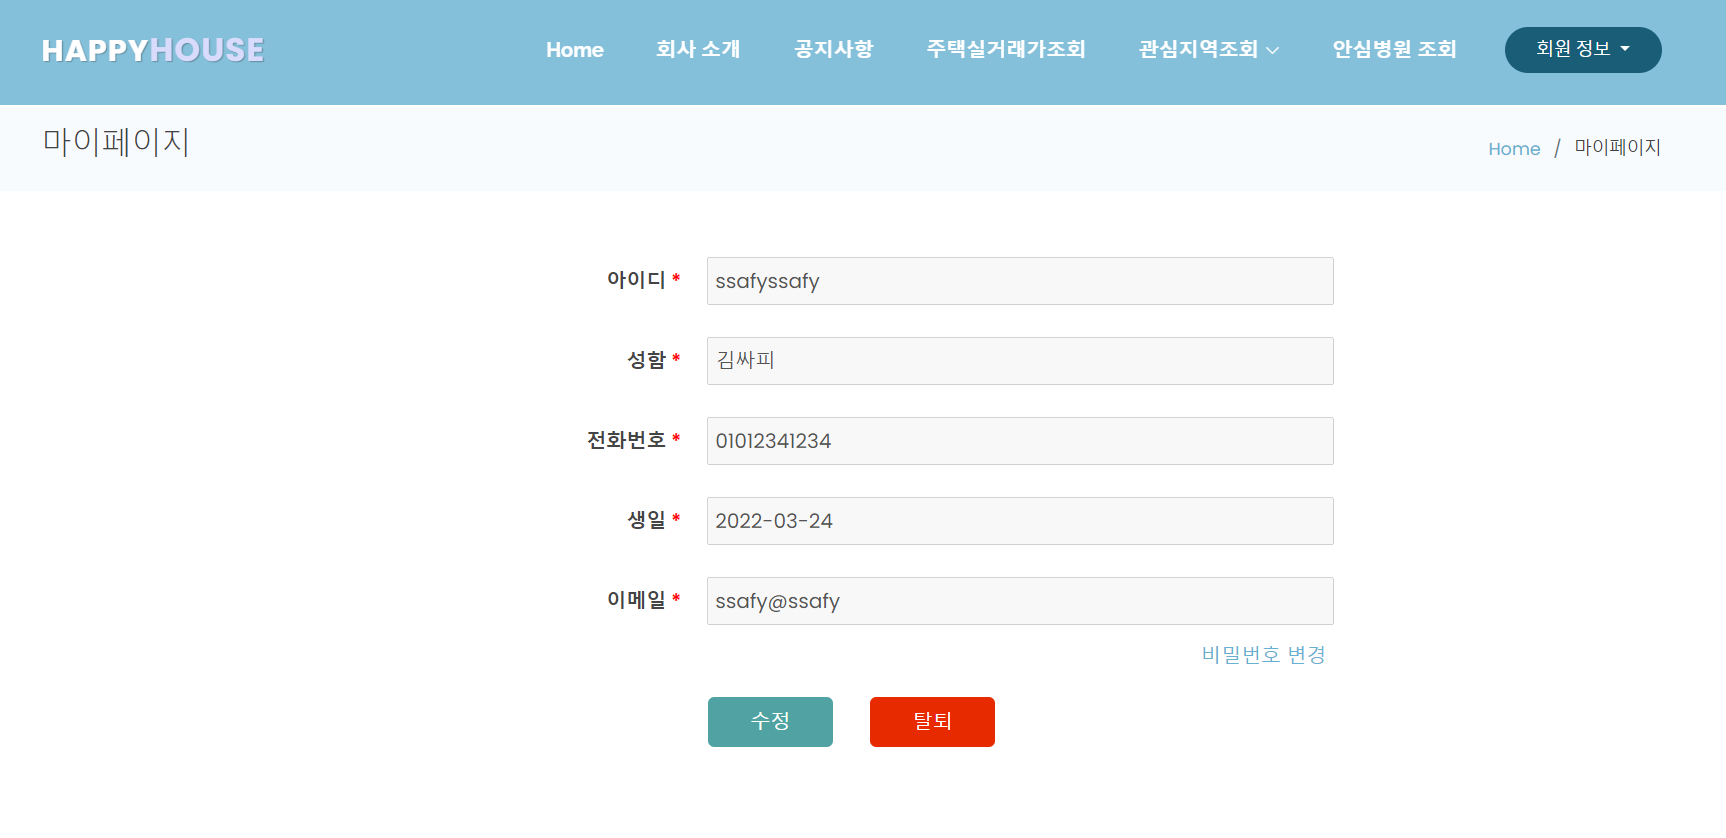 HAPPYHOUSE Home 회사 소개 공지사항 주택실거래가조회 관심지역조회 안심병원 조회 회원 정보
마이페이지 Home / 마이페이지
아이디 * ssafyssafy
성함 * 김싸피
전화번호 * 01012341234
생일 * 2022-03-24
이메일 * ssafy@ssafy
비밀번호 변경
수정 탈퇴